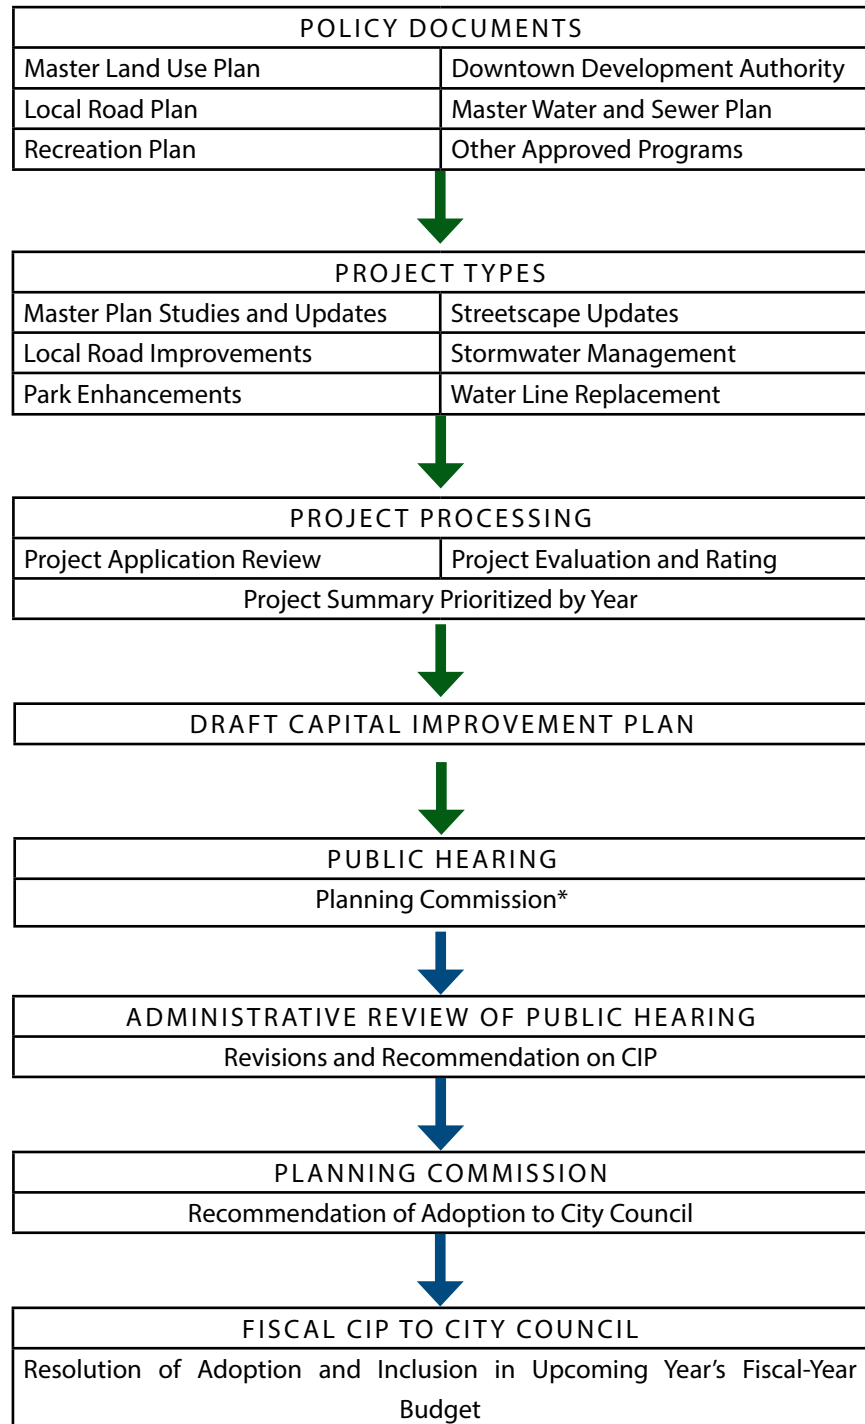 POLICY DOCUMENTS
Master Land Use Plan
Downtown Development Authority
Local Road Plan
Master Water and Sewer Plan
Recreation Plan
Other Approved Programs
PROJECT TYPES
Master Plan Studies and Updates
Streetscape Updates
Local Road Improvements
Stormwater Management
Park Enhancements
Water Line Replacement
PROJECT PROCESSING
Project Application Review
Project Evaluation and Rating
Project Summary Prioritized by Year
DRAFT CAPITAL IMPROVEMENT PLAN
PUBLIC HEARING
Planning Commission*
ADMINISTRATIVE REVIEW OF PUBLIC HEARING
Revisions and Recommendation on CIP
PLANNING COMMISSION
Recommendation of Adoption to City Council
FISCAL CIP TO CITY COUNCIL
Resolution of Adoption and Inclusion in Upcoming Year’s Fiscal-Year
Budget